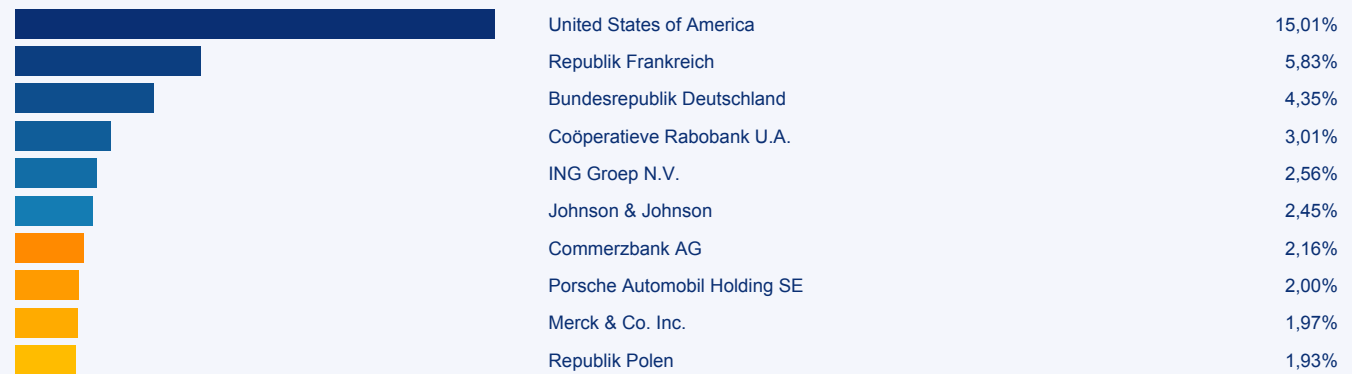 United States of America 15,01%
Republik Frankreich 5,83%
Bundesrepublik Deutschland 4,35%
Coöperatieve Rabobank U.A. 3,01%
ING Groep N.V. 2,56%
Johnson & Johnson 2,45%
Commerzbank AG 2,16%
Porsche Automobil Holding SE 2,00%
Merck & Co. Inc. 1,97%
Republik Polen 1,93%